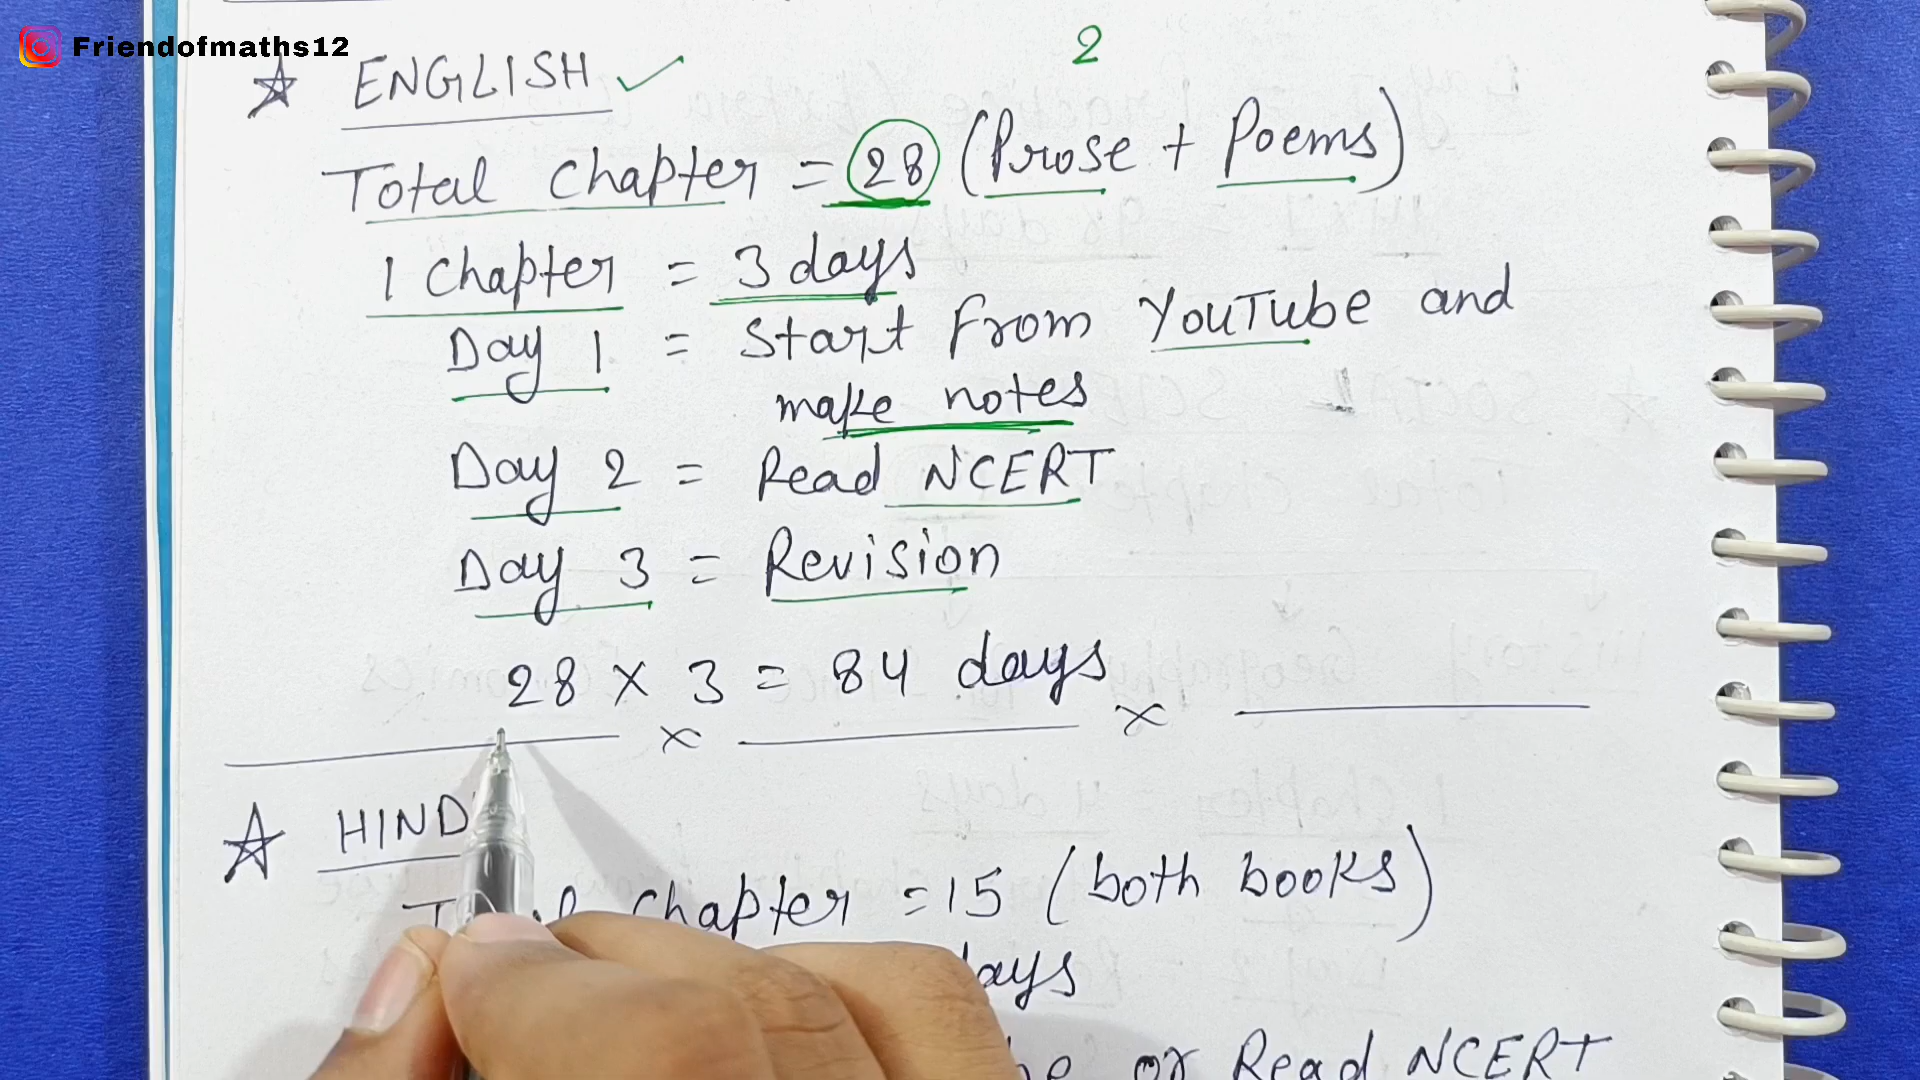 Friendofmaths12
2
ENGLISH
Total Chapter = 28 (Prose + Poems)
1 Chapter = 3 days
Day 1 = Start from YouTube and
make notes
Day 2 = Read NCERT
Day 3 = Revision
28 × 3 = 84 days
HIND
chapter = 15 (both books)
days
or Read NCERT